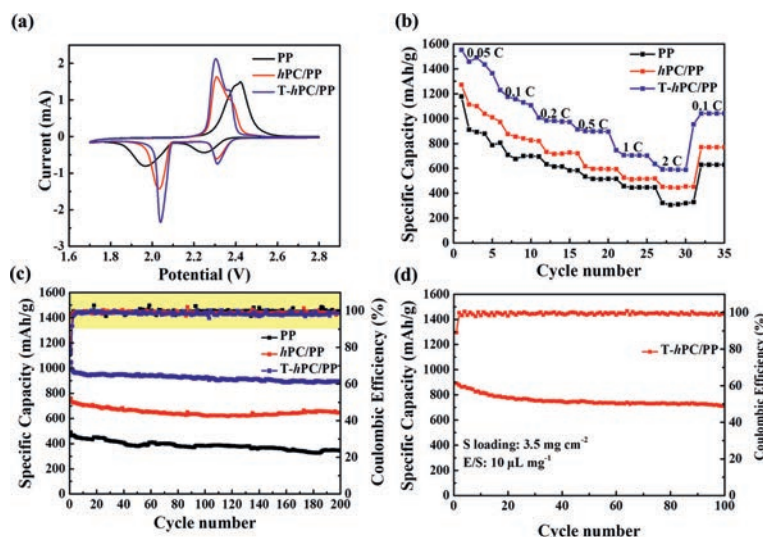 (a)
PP
hPC/PP
T-hPC/PP
Current (mA)
2
1
0
-1
-2
-3
1.6
2.0
2.2
2.4
2.6
2.8
Potential (V)
(b)
PP
hPC/PP
T-hPC/PP
0.05 C
0.1 C
0.2 C
0.5 C
1 C
2 C
0.1 C
Specific Capacity (mAh/g)
1600
1400
1200
1000
800
600
400
200
0
0
5
10
15
20
25
30
35
Cycle number
(c)
PP
hPC/PP
T-hPC/PP
Specific Capacity (mAh/g)
1600
1400
1200
1000
800
600
400
200
0
100
80
60
40
20
0
Coulombic Efficiency (%)
0
20
40
60
80
100
120
140
160
180
200
Cycle number
(d)
T-hPC/PP
S loading: 3.5 mg cm⁻²
E/S: 10 μL mg⁻¹
Specific Capacity (mAh/g)
1600
1400
1200
1000
800
600
400
200
0
100
80
60
40
20
0
Coulombic Efficiency (%)
0
20
40
60
80
100
Cycle number